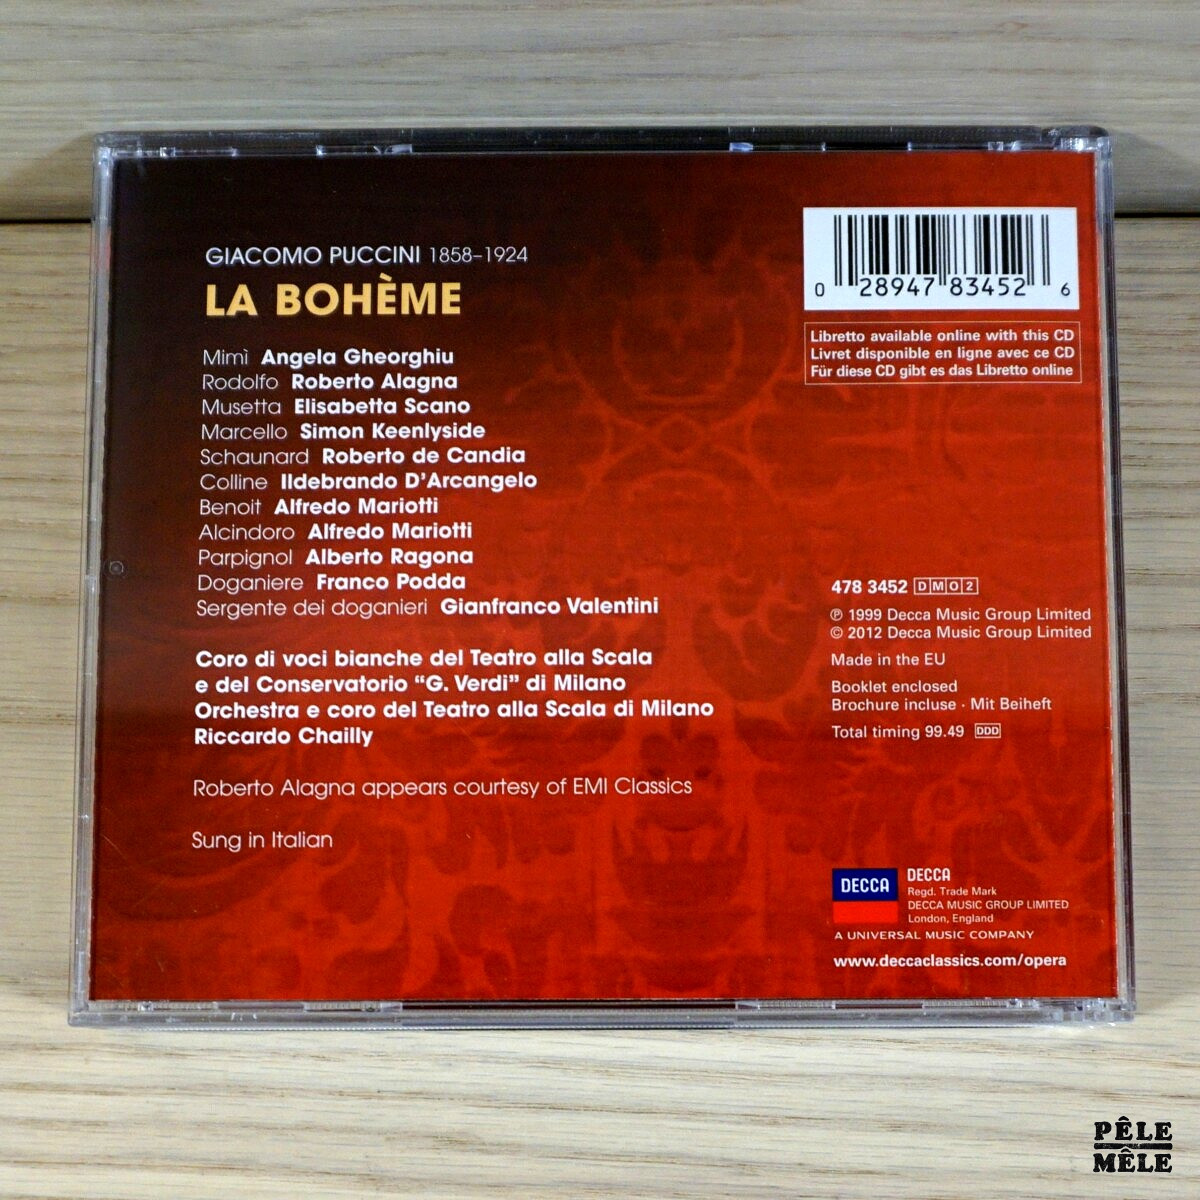 GIACOMO PUCCINI 1858–1924
LA BOHÈME
Mimì Angela Gheorghiu
Rodolfo Roberto Alagna
Musetta Elisabetta Scano
Marcello Simon Keenlyside
Schaunard Roberto de Candia
Colline Ildebrando D'Arcangelo
Benoit Alfredo Mariotti
Alcindoro Alfredo Mariotti
Parpignol Alberto Ragona
Doganiere Franco Podda
Sergente dei doganieri Gianfranco Valentini
Coro di voci bianche del Teatro alla Scala
e del Conservatorio “G. Verdi” di Milano
Orchestra e coro del Teatro alla Scala di Milano
Riccardo Chailly
Roberto Alagna appears courtesy of EMI Classics
Sung in Italian
0 28947 83452 6
Libretto available online with this CD
Livret disponible en ligne avec ce CD
Für diese CD gibt es das Libretto online
478 3452 DMO2
℗ 1999 Decca Music Group Limited
© 2012 Decca Music Group Limited
Made in the EU
Booklet enclosed
Brochure incluse · Mit Beiheft
Total timing 99.49 DDD
DECCA
DECCA
Regd. Trade Mark
DECCA MUSIC GROUP LIMITED
London, England
A UNIVERSAL MUSIC COMPANY
www.deccaclassics.com/opera
PÊLE
MÊLE